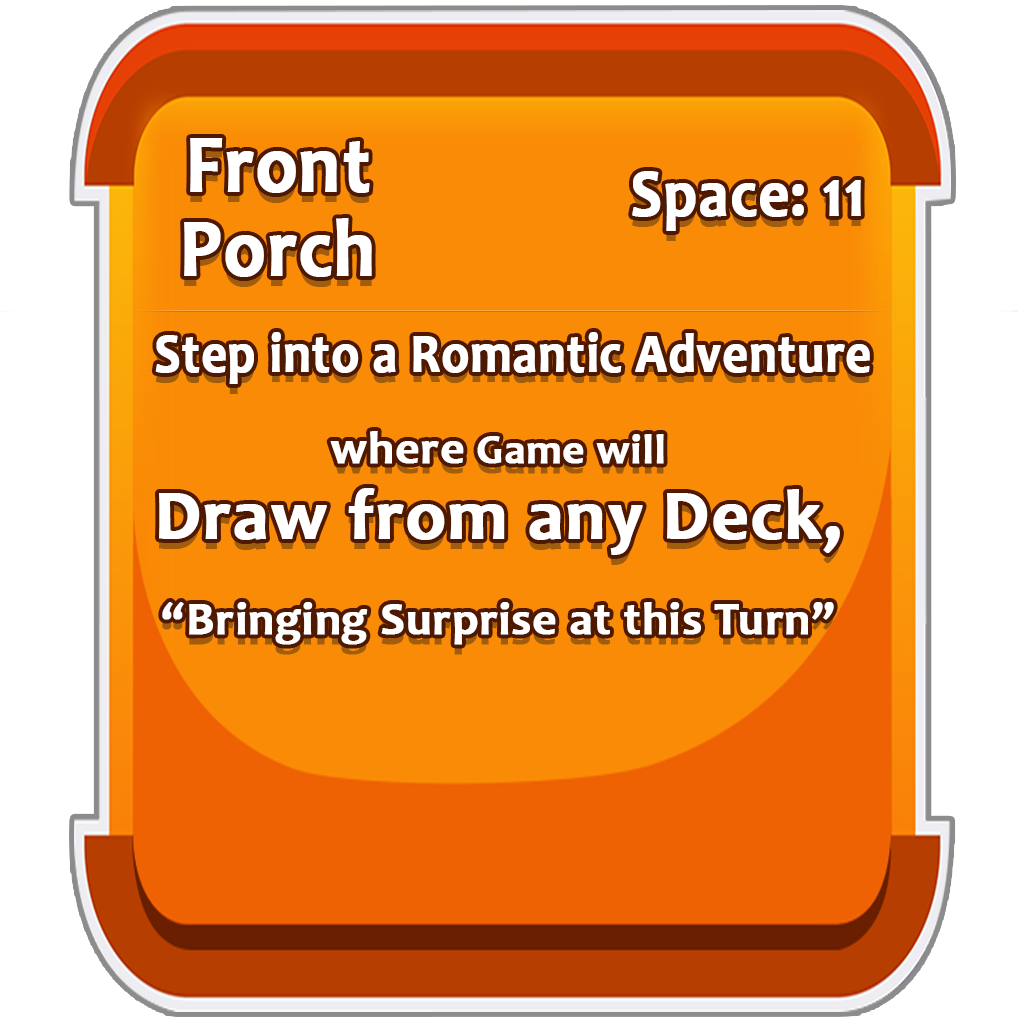 Front
Porch
Space: 11
Step into a Romantic Adventure
where Game will
Draw from any Deck,
“Bringing Surprise at this Turn”